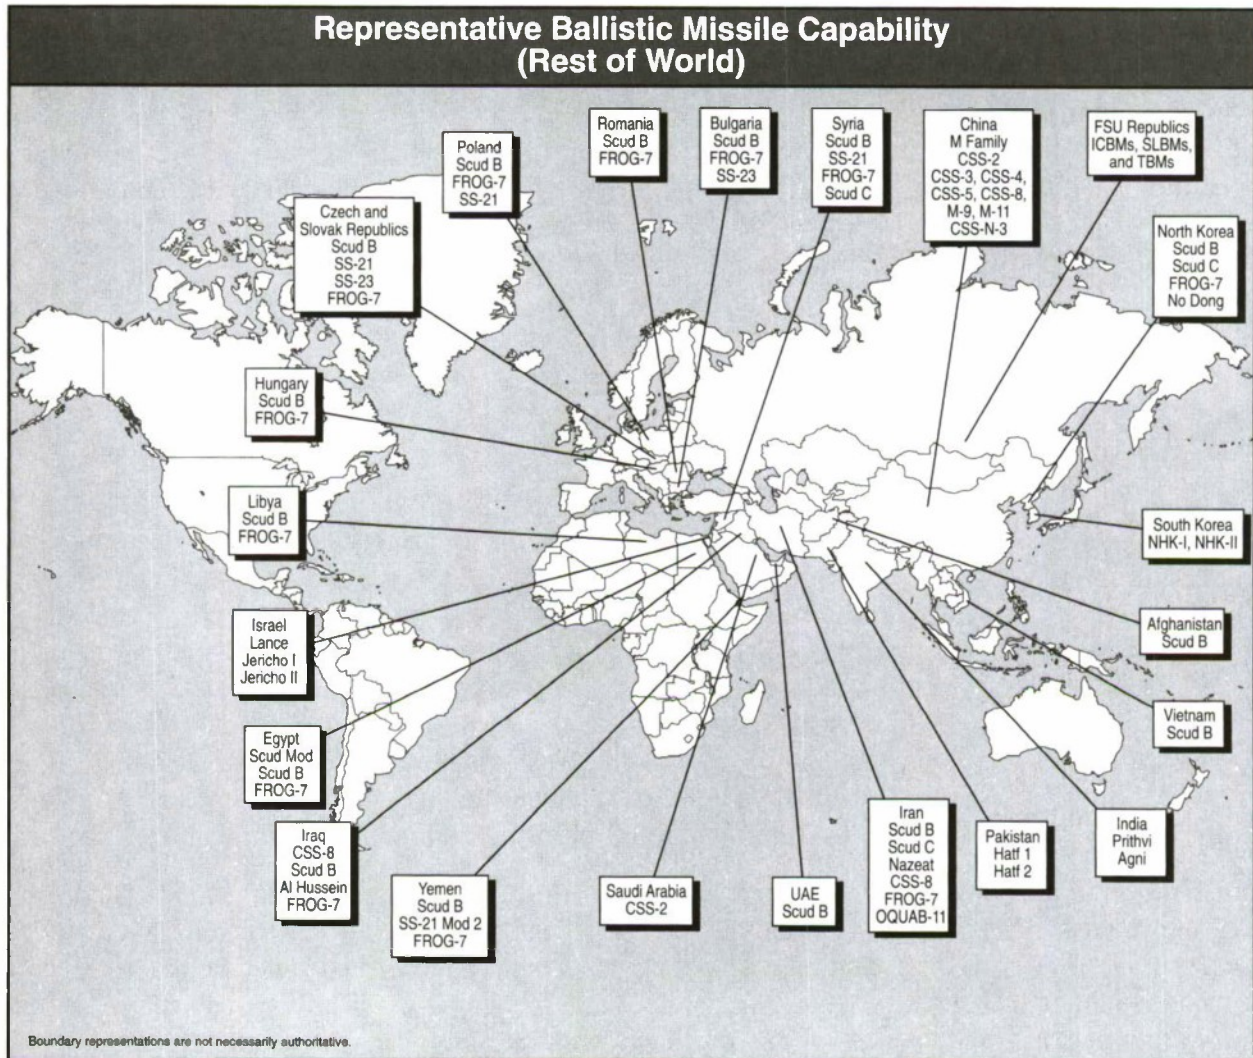 Representative Ballistic Missile Capability
(Rest of World)
Romania
Scud B
FROG-7
Bulgaria
Scud B
FROG-7
SS-23
Syria
Scud B
SS-21
FROG-7
Scud C
China
M Family
CSS-2
CSS-3, CSS-4,
CSS-5, CSS-8,
M-9, M-11
CSS-N-3
FSU Republics
ICBMs, SLBMs,
and TBMs
Poland
Scud B
FROG-7
SS-21
Czech and
Slovak Republics
Scud B
SS-21
SS-23
FROG-7
North Korea
Scud B
Scud C
FROG-7
No Dong
Hungary
Scud B
FROG-7
Libya
Scud B
FROG-7
South Korea
NHK-I, NHK-II
Israel
Lance
Jericho I
Jericho II
Afghanistan
Scud B
Egypt
Scud Mod
Scud B
FROG-7
Vietnam
Scud B
Iraq
CSS-8
Scud B
Al Hussein
FROG-7
Yemen
Scud B
SS-21 Mod 2
FROG-7
Saudi Arabia
CSS-2
UAE
Scud B
Iran
Scud B
Scud C
Nazeat
CSS-8
FROG-7
OQUAB-11
Pakistan
Hatf 1
Hatf 2
India
Prithvi
Agni
Boundary representations are not necessarily authoritative.